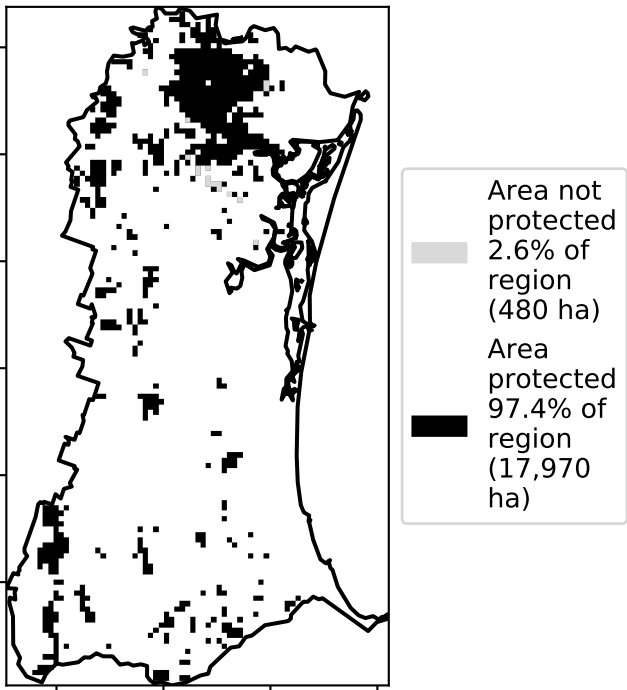 Area not
protected
2.6% of
region
(480 ha)
Area
protected
97.4% of
region
(17,970
ha)